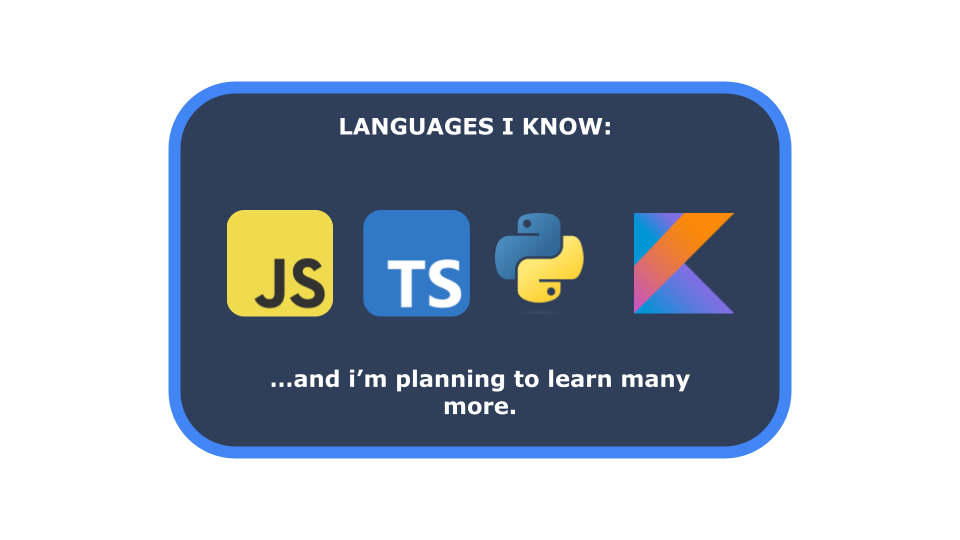 LANGUAGES I KNOW:
JS
TS
...and i’m planning to learn many
more.